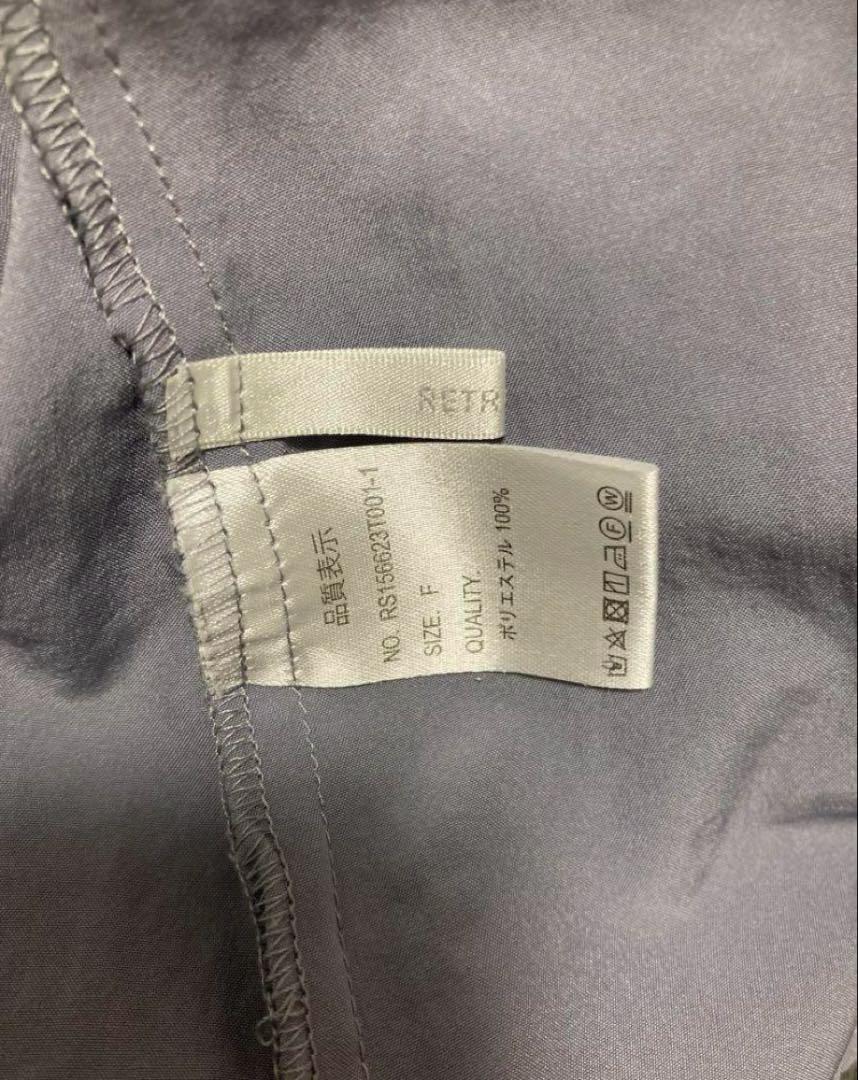 RETR
品質表示
NO. RS156623T001-1
SIZE. F
QUALITY.
ポリエステル 100%